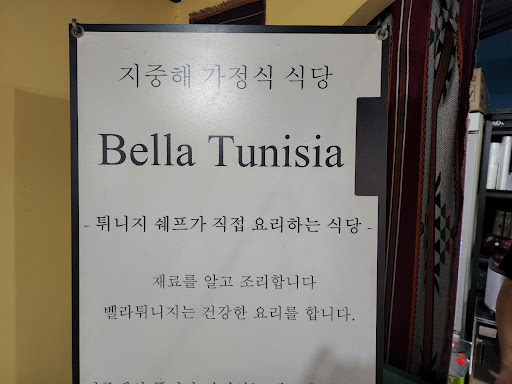 지중해 가정식 식당
Bella Tunisia
- 튀니지 쉐프가 직접 요리하는 식당 -
재료를 알고 조리합니다
벨라튀니지는 건강한 요리를 합니다.